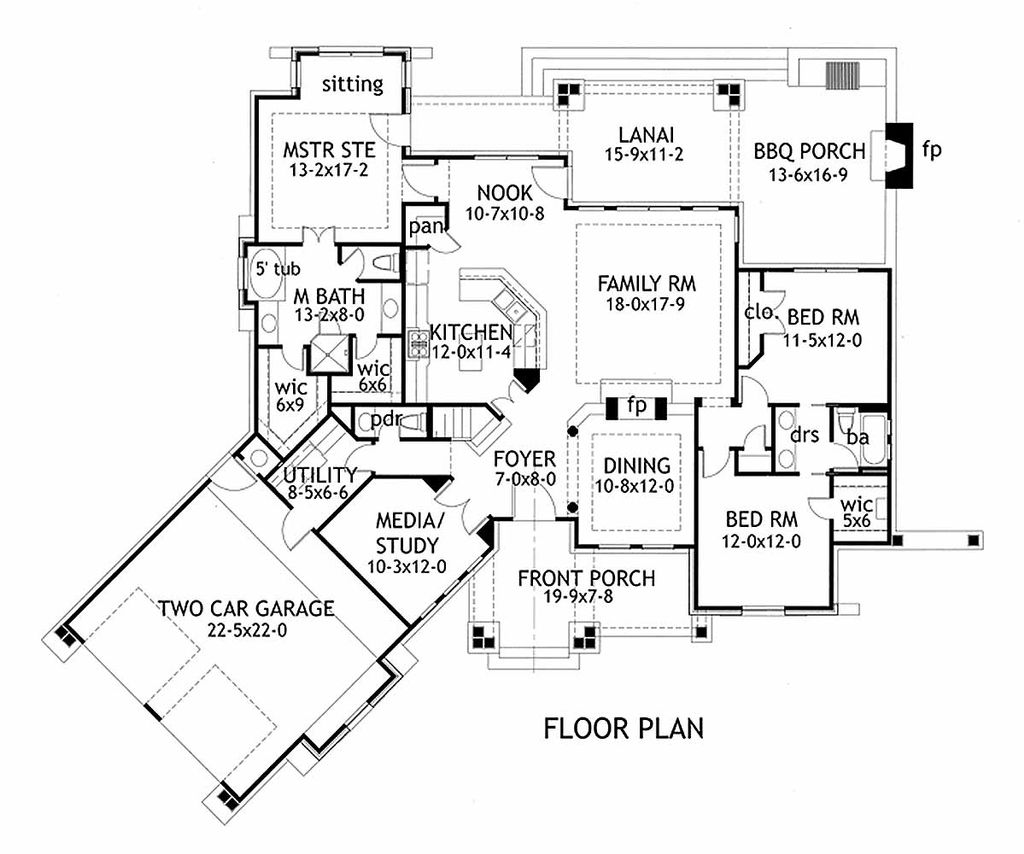 sitting
MSTR STE
13-2x17-2
LANAI
15-9x11-2
BBQ PORCH
13-6x16-9
fp
NOOK
10-7x10-8
pan
5' tub
M BATH
13-2x8-0
FAMILY RM
18-0x17-9
clo.
BED RM
11-5x12-0
KITCHEN
12-0x11-4
wic
6x6
wic
6x9
pdr
fp
drs
ba
UTILITY
8-5x6-6
FOYER
7-0x8-0
DINING
10-8x12-0
wic
5x6
BED RM
12-0x12-0
MEDIA/
STUDY
10-3x12-0
FRONT PORCH
19-9x7-8
TWO CAR GARAGE
22-5x22-0
FLOOR PLAN